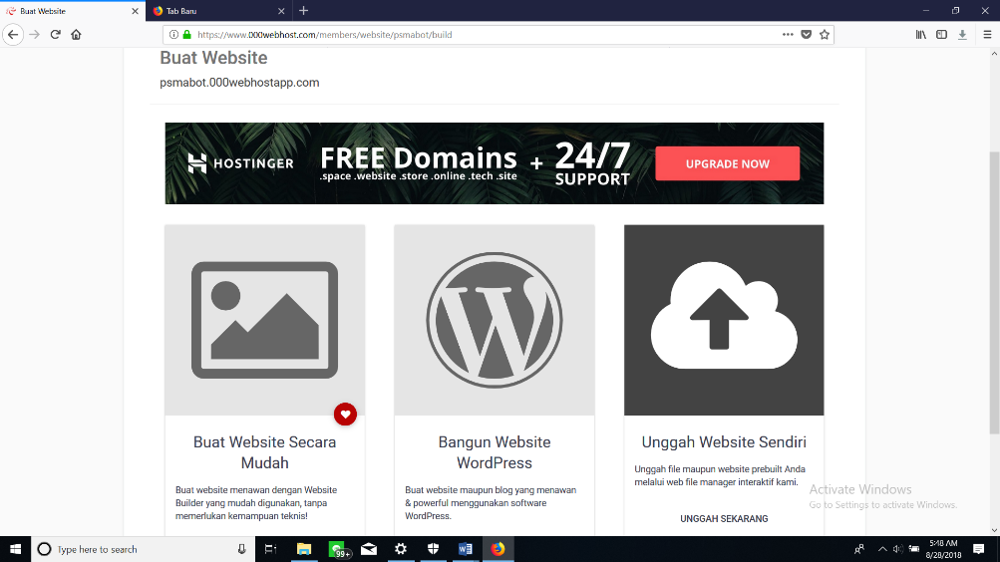 Buat Website
Tab Baru
https://www.000webhost.com/members/website/psmabot/build
Buat Website
psmabot.000webhostapp.com
HOSTINGER
FREE Domains
.space .website .store .online .tech .site
+
24/7
SUPPORT
UPGRADE NOW
Buat Website Secara
Mudah
Buat website menawan dengan Website
Builder yang mudah digunakan, tanpa
memerlukan kemampuan teknis!
Bangun Website
WordPress
Buat website maupun blog yang menawan
& powerful menggunakan software
WordPress.
Unggah Website Sendiri
Unggah file maupun website prebuilt Anda
melalui web file manager interaktif kami.
UNGGAH SEKARANG
Activate Windows
Go to Settings to activate Windows.
Type here to search
99+
5:48 AM
8/28/2018